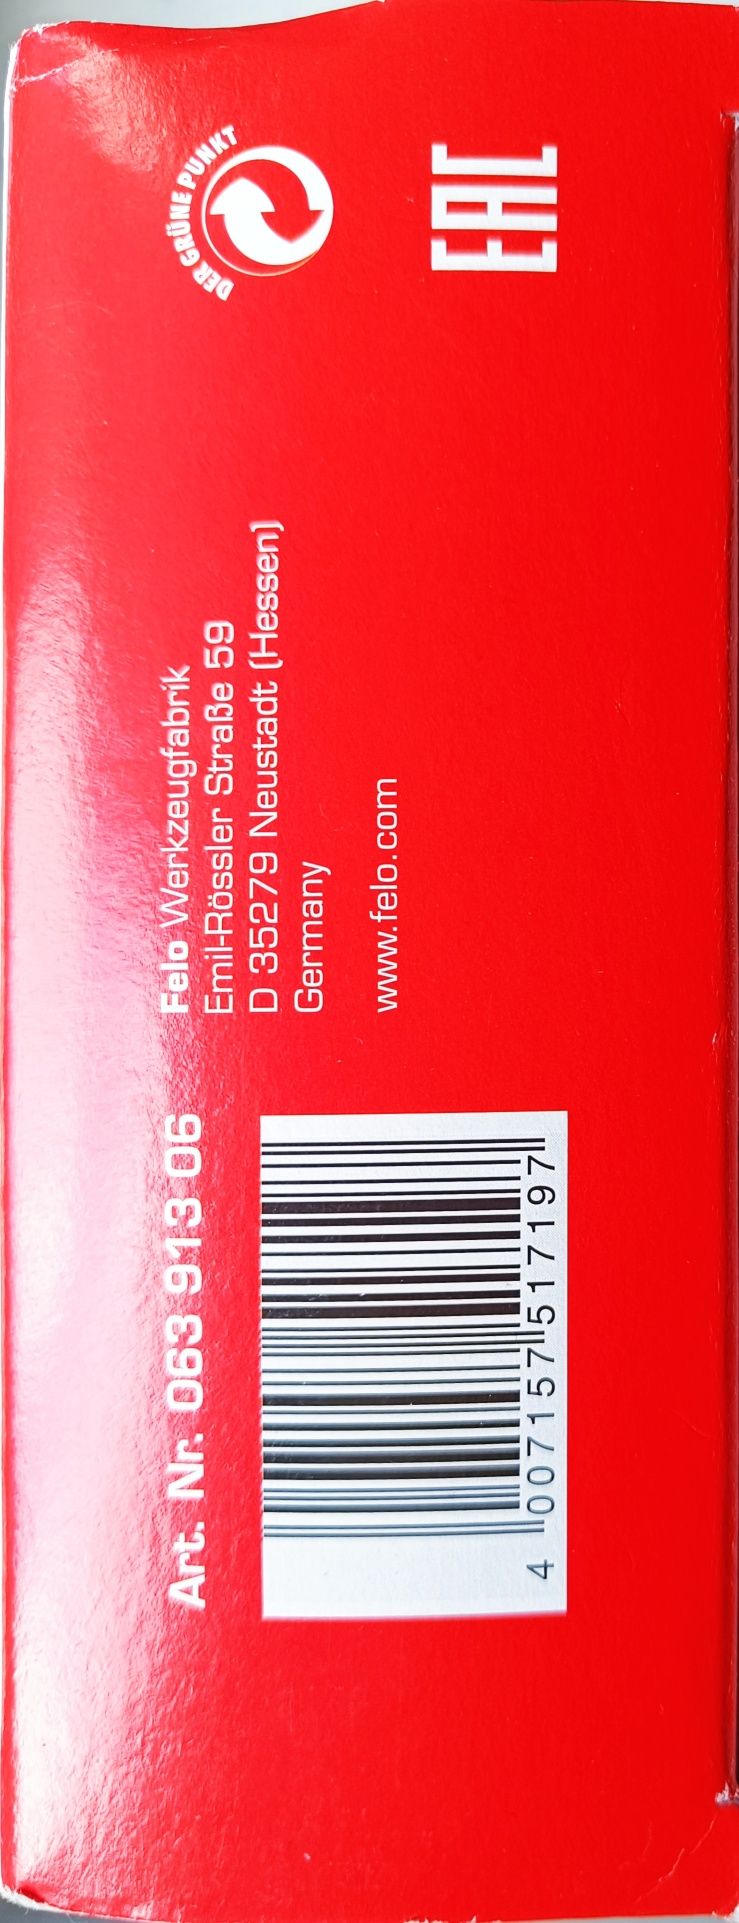 Art. Nr. 063 913 06
4 007157 517197
Felo Werkzeugfabrik
Emil-Rössler Straße 59
D 35279 Neustadt (Hessen)
Germany
www.felo.com
DER GRÜNE PUNKT
EAC